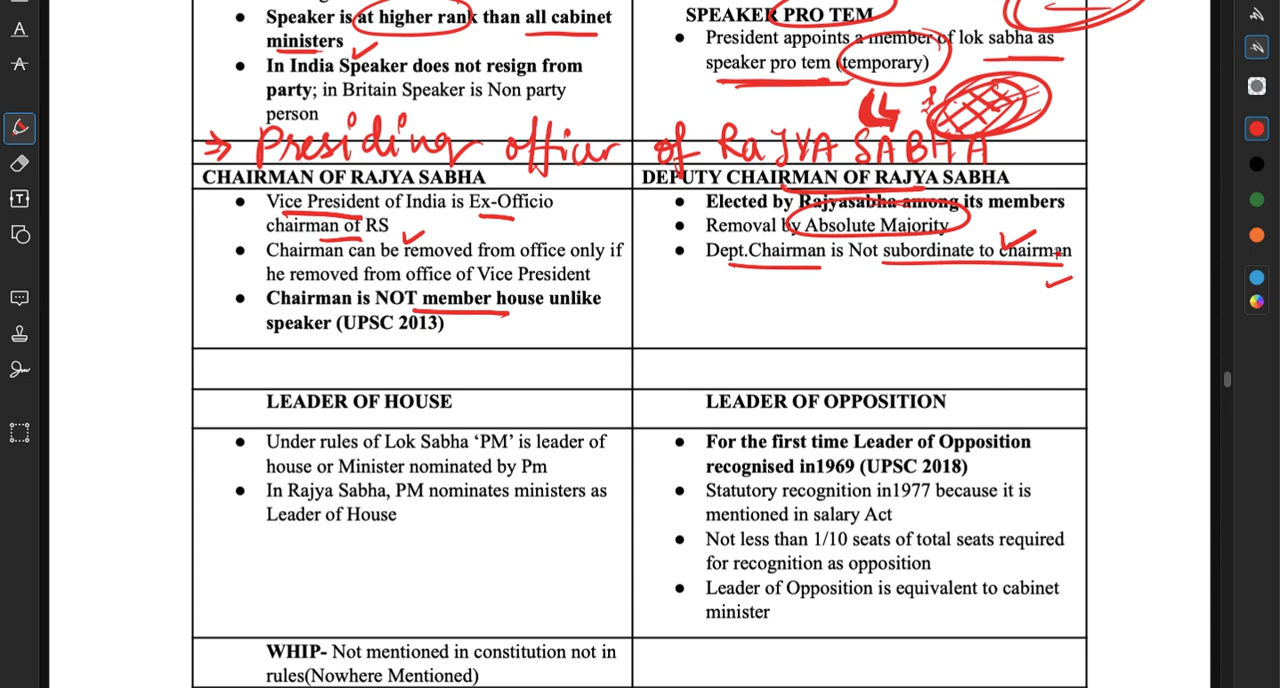 Speaker is at higher rank than all cabinet
ministers
In India Speaker does not resign from
party; in Britain Speaker is Non party
person
SPEAKER PRO TEM
President appoints a member of lok sabha as
speaker pro tem (temporary)
→ Presiding officer of RAJYA SABHA
CHAIRMAN OF RAJYA SABHA
Vice President of India is Ex-Officio
chairman of RS
Chairman can be removed from office only if
he removed from office of Vice President
Chairman is NOT member house unlike
speaker (UPSC 2013)
DEPUTY CHAIRMAN OF RAJYA SABHA
Elected by Rajyasabha among its members
Removal by Absolute Majority
Dept.Chairman is Not subordinate to chairman
LEADER OF HOUSE
Under rules of Lok Sabha ‘PM’ is leader of
house or Minister nominated by Pm
In Rajya Sabha, PM nominates ministers as
Leader of House
LEADER OF OPPOSITION
For the first time Leader of Opposition
recognised in1969 (UPSC 2018)
Statutory recognition in1977 because it is
mentioned in salary Act
Not less than 1/10 seats of total seats required
for recognition as opposition
Leader of Opposition is equivalent to cabinet
minister
WHIP- Not mentioned in constitution not in
rules(Nowhere Mentioned)